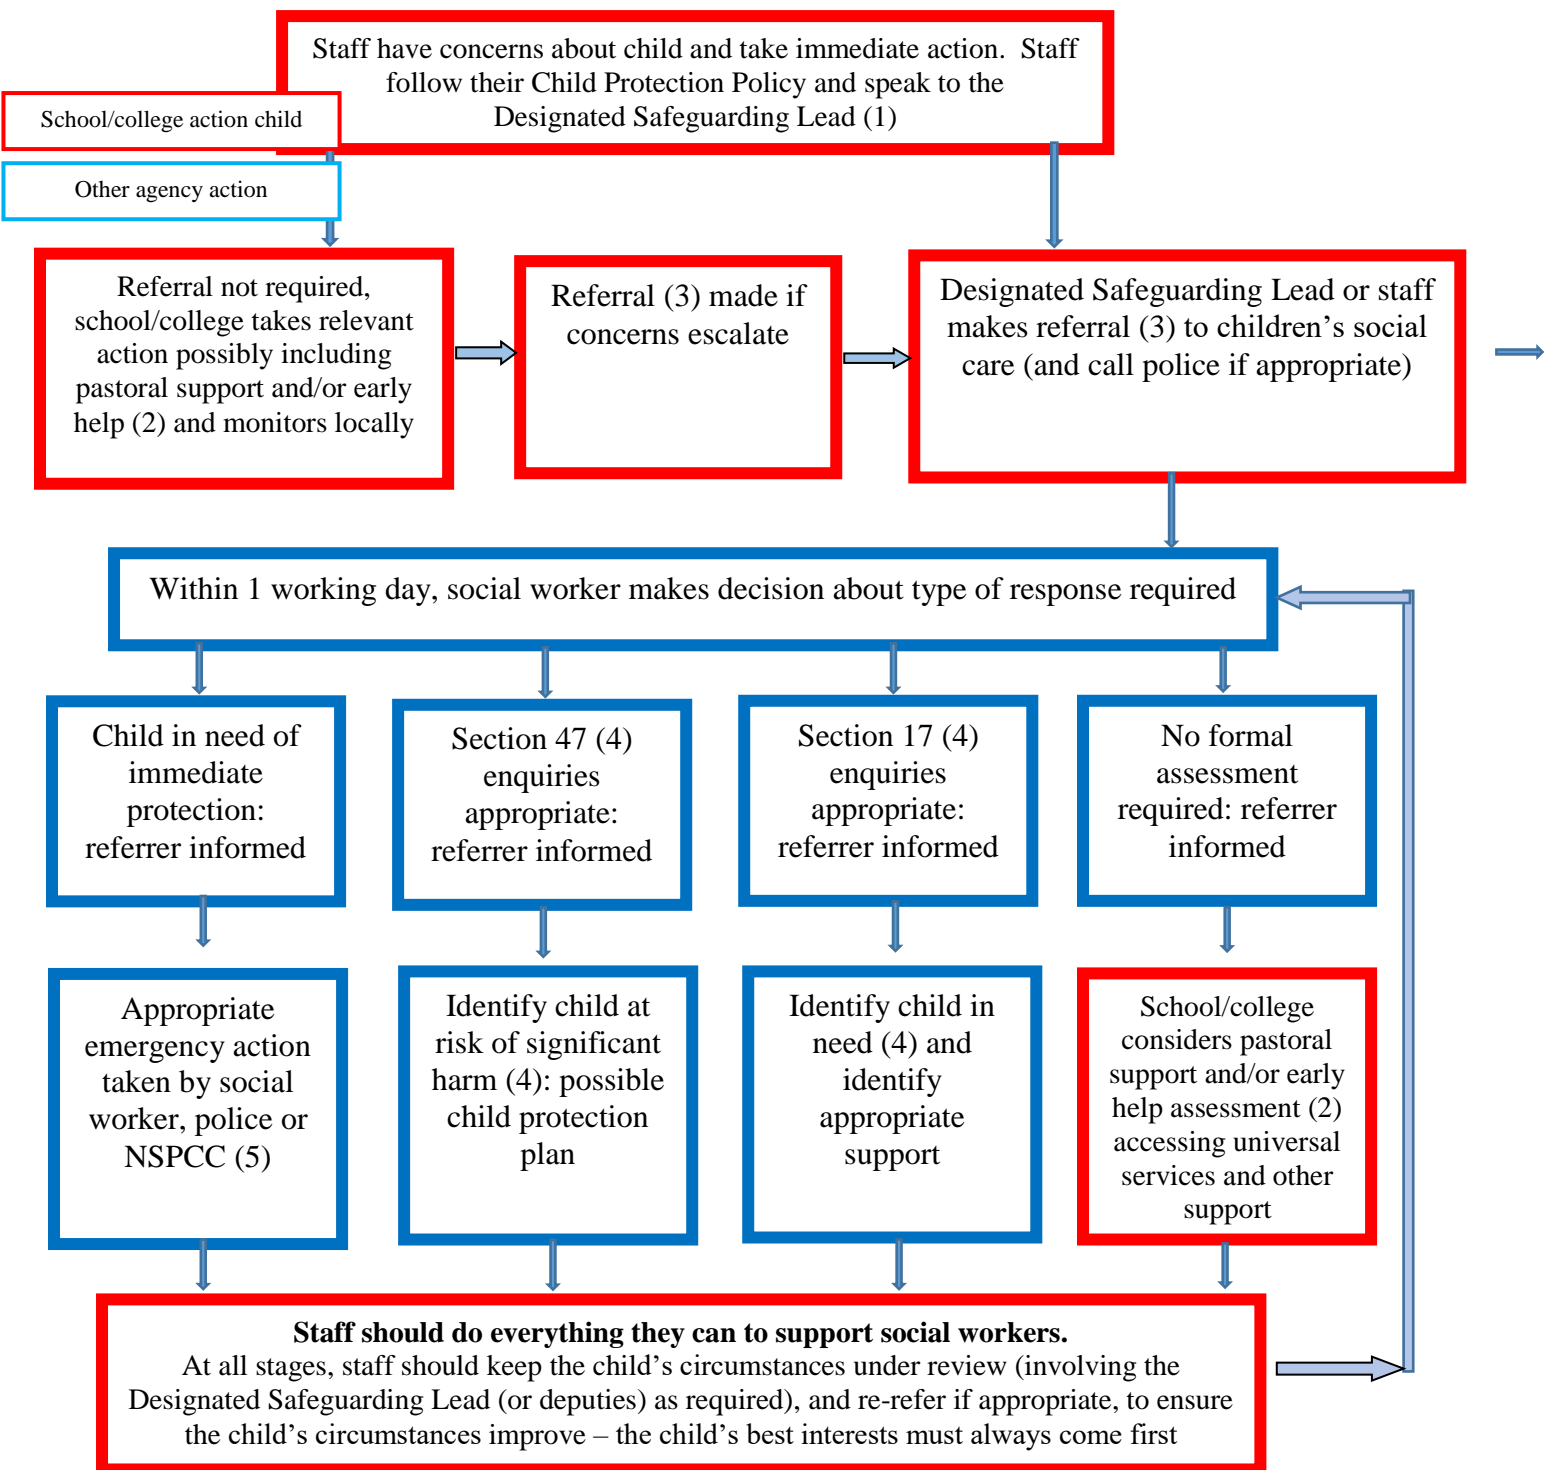 Staff have concerns about child and take immediate action.  Staff
follow their Child Protection Policy and speak to the
Designated Safeguarding Lead (1)
School/college action child
Other agency action
Referral not required,
school/college takes relevant
action possibly including
pastoral support and/or early
help (2) and monitors locally
Referral (3) made if
concerns escalate
Designated Safeguarding Lead or staff
makes referral (3) to children’s social
care (and call police if appropriate)
Within 1 working day, social worker makes decision about type of response required
Child in need of
immediate
protection:
referrer informed
Section 47 (4)
enquiries
appropriate:
referrer informed
Section 17 (4)
enquiries
appropriate:
referrer informed
No formal
assessment
required: referrer
informed
Appropriate
emergency action
taken by social
worker, police or
NSPCC (5)
Identify child at
risk of significant
harm (4): possible
child protection
plan
Identify child in
need (4) and
identify
appropriate
support
School/college
considers pastoral
support and/or early
help assessment (2)
accessing universal
services and other
support
Staff should do everything they can to support social workers.
At all stages, staff should keep the child’s circumstances under review (involving the
Designated Safeguarding Lead (or deputies) as required), and re-refer if appropriate, to ensure
the child’s circumstances improve – the child’s best interests must always come first